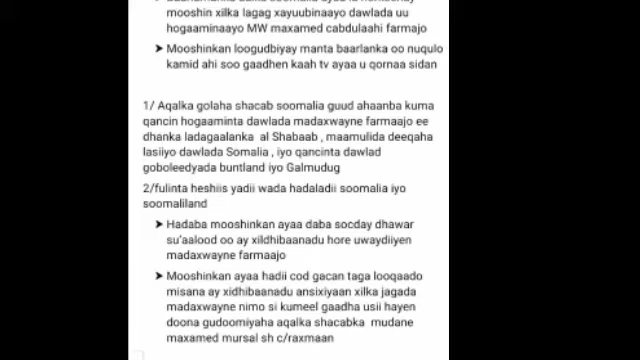 mooshin xilka lagag xayuubinaayo dawlada uu
hogaaminaayo MW maxamed cabdulaahi farmajo
➤ Mooshinkan loogudbiyay manta baarlanka oo nuqulo
kamid ahi soo gaadhen kaah tv ayaa u qornaa sidan
1/ Aqalka golaha shacab soomalia guud ahaanba kuma
qancin hogaaminta dawlada madaxwayne farmaajo ee
dhanka ladagaalanka al Shabaab , maamulida deeqaha
lasiiyo dawlada Somalia , iyo qancinta dawlad
goboleedyada buntland iyo Galmudug
2/fulinta heshiis yadii wada hadaladii soomalia iyo
soomaliland
➤ Hadaba mooshinkan ayaa daba socday dhawar
su'aalood oo ay xildhibaanadu hore uwaydiiyen
madaxwayne farmaajo
➤ Mooshinkan ayaa hadii cod gacan taga looqaado
misana ay xidhibaanadu ansixiyaan xilka jagada
madaxwayne nimo si kumeel gaadha usii hayen
doona gudoomiyaha aqalka shacabka mudane
maxamed mursal sh c/raxmaan